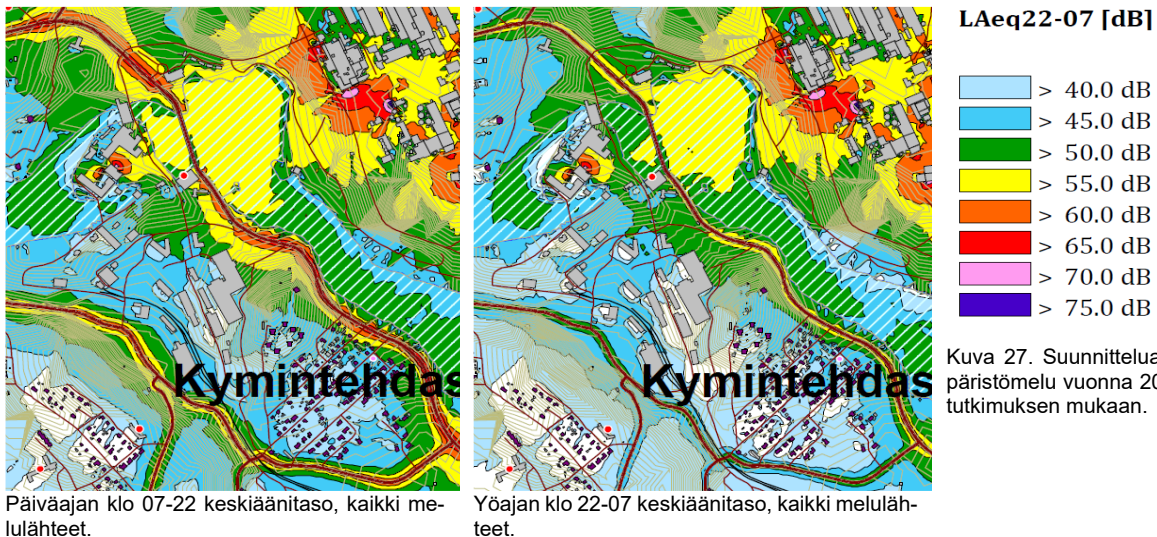 LAeq22-07 [dB]
> 40.0 dB
> 45.0 dB
> 50.0 dB
> 55.0 dB
> 60.0 dB
> 65.0 dB
> 70.0 dB
> 75.0 dB
Kymintehdas
Kymintehdas
Päiväajan klo 07-22 keskiäänitaso, kaikki me-
lulähteet.
Yöajan klo 22-07 keskiäänitaso, kaikki meluläh-
teet.
Kuva 27. Suunnittelua
päristömelu vuonna 20
tutkimuksen mukaan.